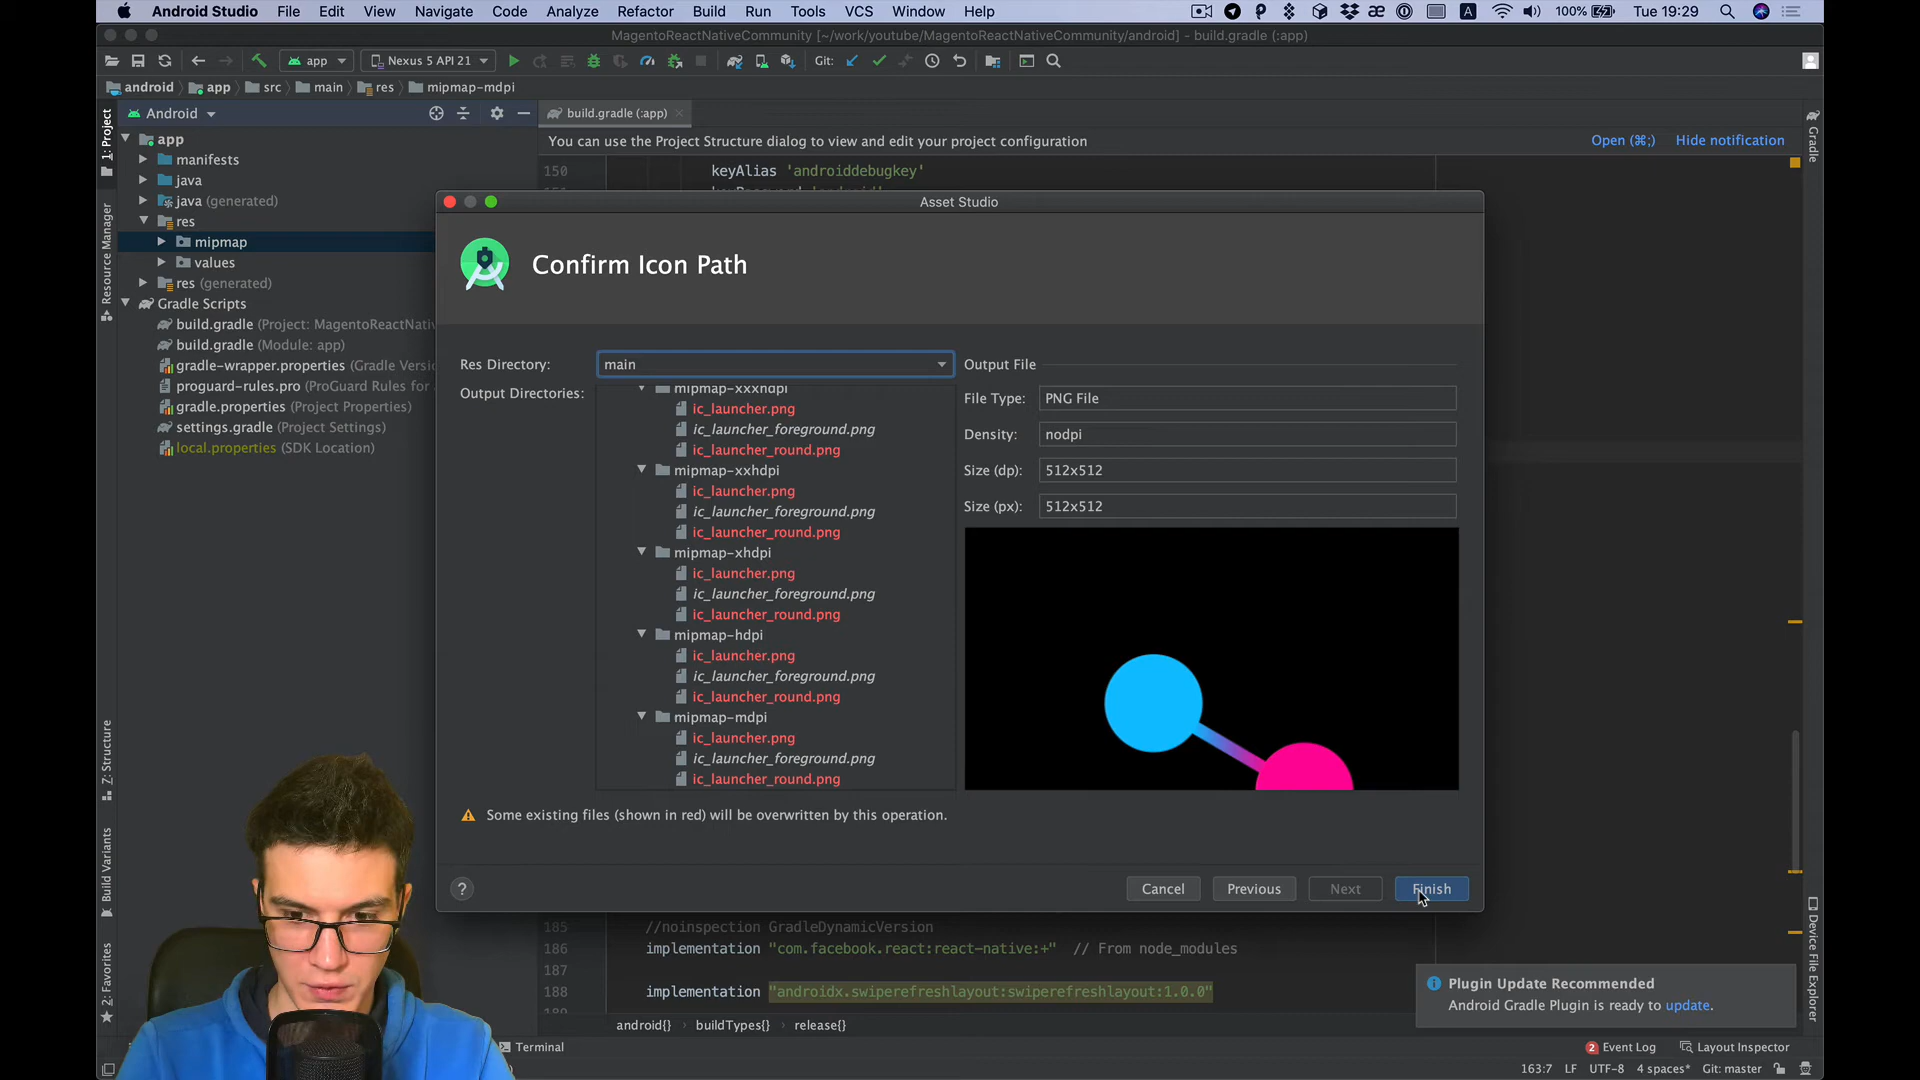 Android Studio File Edit View Navigate Code Analyze Refactor Build Run Tools VCS Window Help 100% Tue 19:29
MagentoReactNativeCommunity [~/work/youtube/MagentoReactNativeCommunity/android] - build.gradle (:app)
app Nexus 5 API 21 Git:
android app src main res mipmap-mdpi
Android
build.gradle (:app)
You can use the Project Structure dialog to view and edit your project configuration Open (⌘;) Hide notification
1: Project
Resource Manager
7: Structure
Build Variants
2: Favorites
app
manifests
java
java (generated)
res
mipmap
values
res (generated)
Gradle Scripts
build.gradle (Project: MagentoReactNati
build.gradle (Module: app)
gradle-wrapper.properties (Gradle Versio
proguard-rules.pro (ProGuard Rules for
gradle.properties (Project Properties)
settings.gradle (Project Settings)
local.properties (SDK Location)
150 keyAlias 'androiddebugkey'
Asset Studio
Confirm Icon Path
Res Directory: main
Output Directories:
mipmap-xxxhdpi
ic_launcher.png
ic_launcher_foreground.png
ic_launcher_round.png
mipmap-xxhdpi
ic_launcher.png
ic_launcher_foreground.png
ic_launcher_round.png
mipmap-xhdpi
ic_launcher.png
ic_launcher_foreground.png
ic_launcher_round.png
mipmap-hdpi
ic_launcher.png
ic_launcher_foreground.png
ic_launcher_round.png
mipmap-mdpi
ic_launcher.png
ic_launcher_foreground.png
ic_launcher_round.png
Output File
File Type: PNG File
Density: nodpi
Size (dp): 512x512
Size (px): 512x512
Some existing files (shown in red) will be overwritten by this operation.
? Cancel Previous Next Finish
185 //noinspection GradleDynamicVersion
186 implementation "com.facebook.react:react-native:+" // From node_modules
187
188 implementation "androidx.swiperefreshlayout:swiperefreshlayout:1.0.0"
android{} buildTypes{} release{}
Gradle
Device File Explorer
Plugin Update Recommended
Android Gradle Plugin is ready to update.
Terminal 2 Event Log Layout Inspector
163:7 LF UTF-8 4 spaces* Git: master